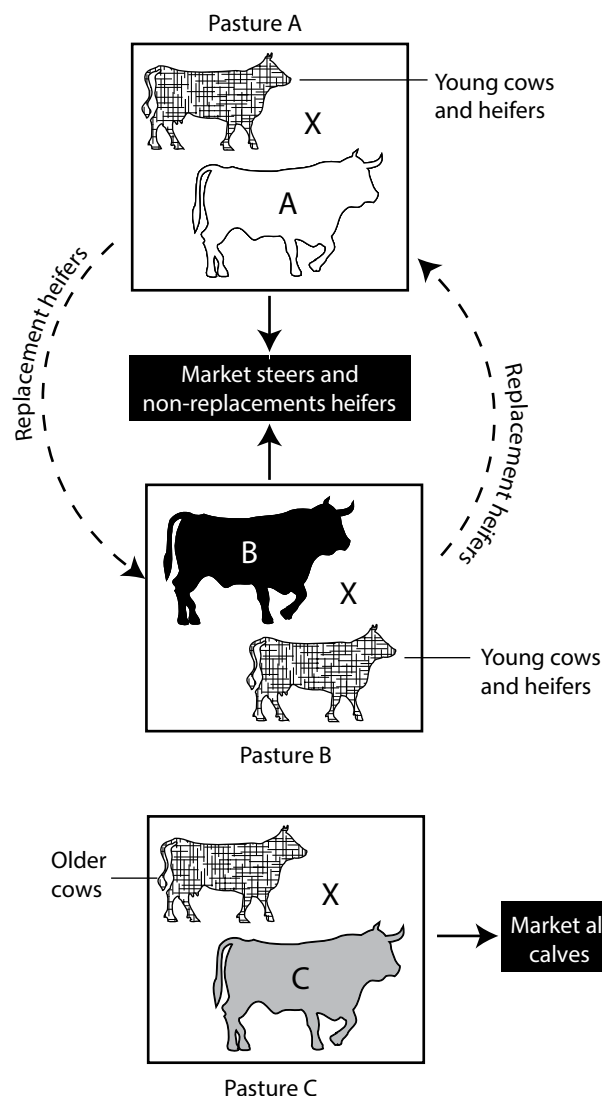 Pasture A
Young cows
and heifers
X
A
Replacement heifers
Replacement heifers
Market steers and
non-replacements heifers
B
X
Young cows
and heifers
Pasture B
Older
cows
X
C
Market al
calves
Pasture C